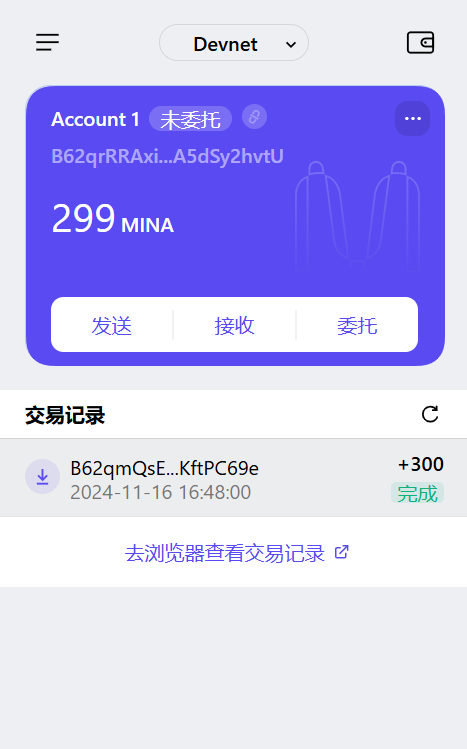 Devnet
Account 1 未委托
B62qrRRAxi...A5dSy2hvtU
299 MINA
发送 接收 委托
交易记录
B62qmQsE...KftPC69e +300
2024-11-16 16:48:00 完成
去浏览器查看交易记录